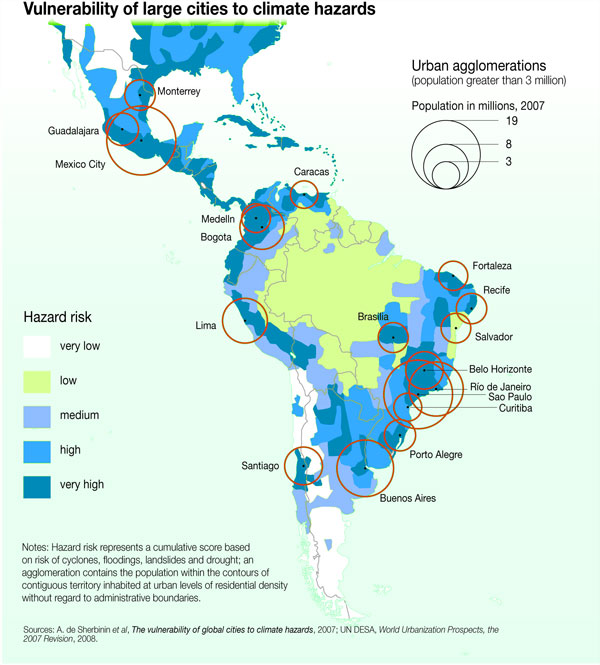 Vulnerability of large cities to climate hazards
Urban agglomerations
(population greater than 3 million)
Population in millions, 2007
19
8
3
Monterrey
Guadalajara
Mexico City
Caracas
Medelln
Bogota
Fortaleza
Recife
Brasilia
Lima
Salvador
Belo Horizonte
Río de Janeiro
Sao Paulo
Curitiba
Porto Alegre
Santiago
Buenos Aires
Hazard risk
very low
low
medium
high
very high
Notes: Hazard risk represents a cumulative score based
on risk of cyclones, floodings, landslides and drought; an
agglomeration contains the population within the contours of
contiguous territory inhabited at urban levels of residential density
without regard to administrative boundaries.
Sources: A. de Sherbinin et al, The vulnerability of global cities to climate hazards, 2007; UN DESA, World Urbanization Prospects, the
2007 Revision, 2008.